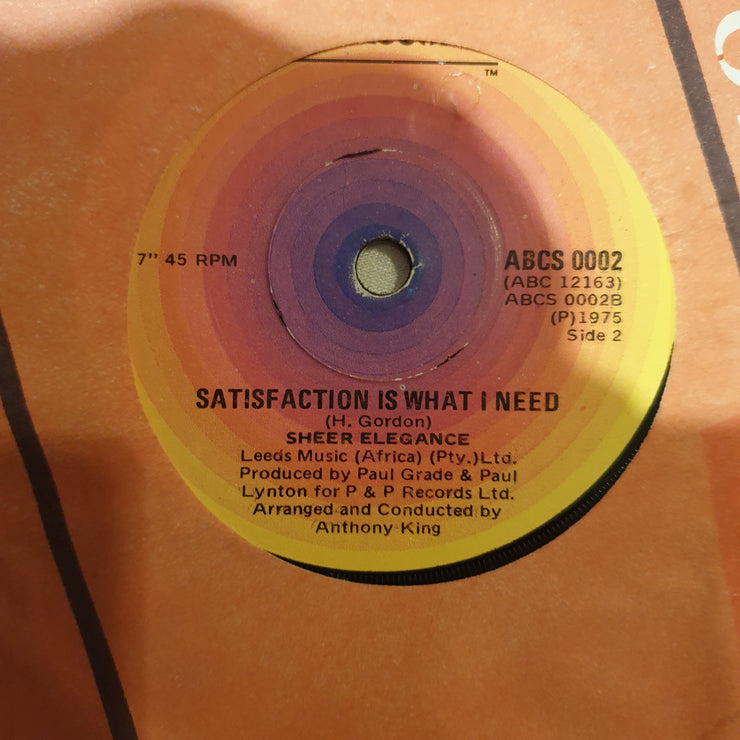 TM
7" 45 RPM
ABCS 0002
(ABC 12163)
ABCS 0002B
(P)1975
Side 2
SATISFACTION IS WHAT I NEED
(H. Gordon)
SHEER ELEGANCE
Leeds Music (Africa) (Pty.)Ltd.
Produced by Paul Grade & Paul
Lynton for P & P Records Ltd.
Arranged and Conducted by
Anthony King